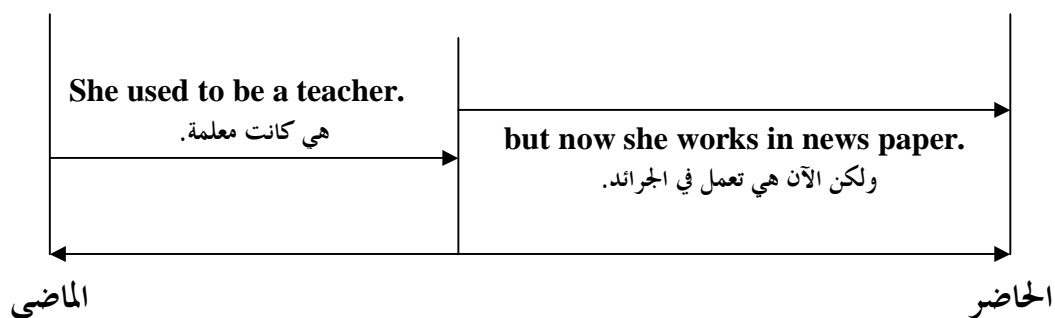 She used to be a teacher.
هي كانت معلمة.
but now she works in news paper.
ولكن الآن هي تعمل في الجرائد.
الماضي
الحاضر